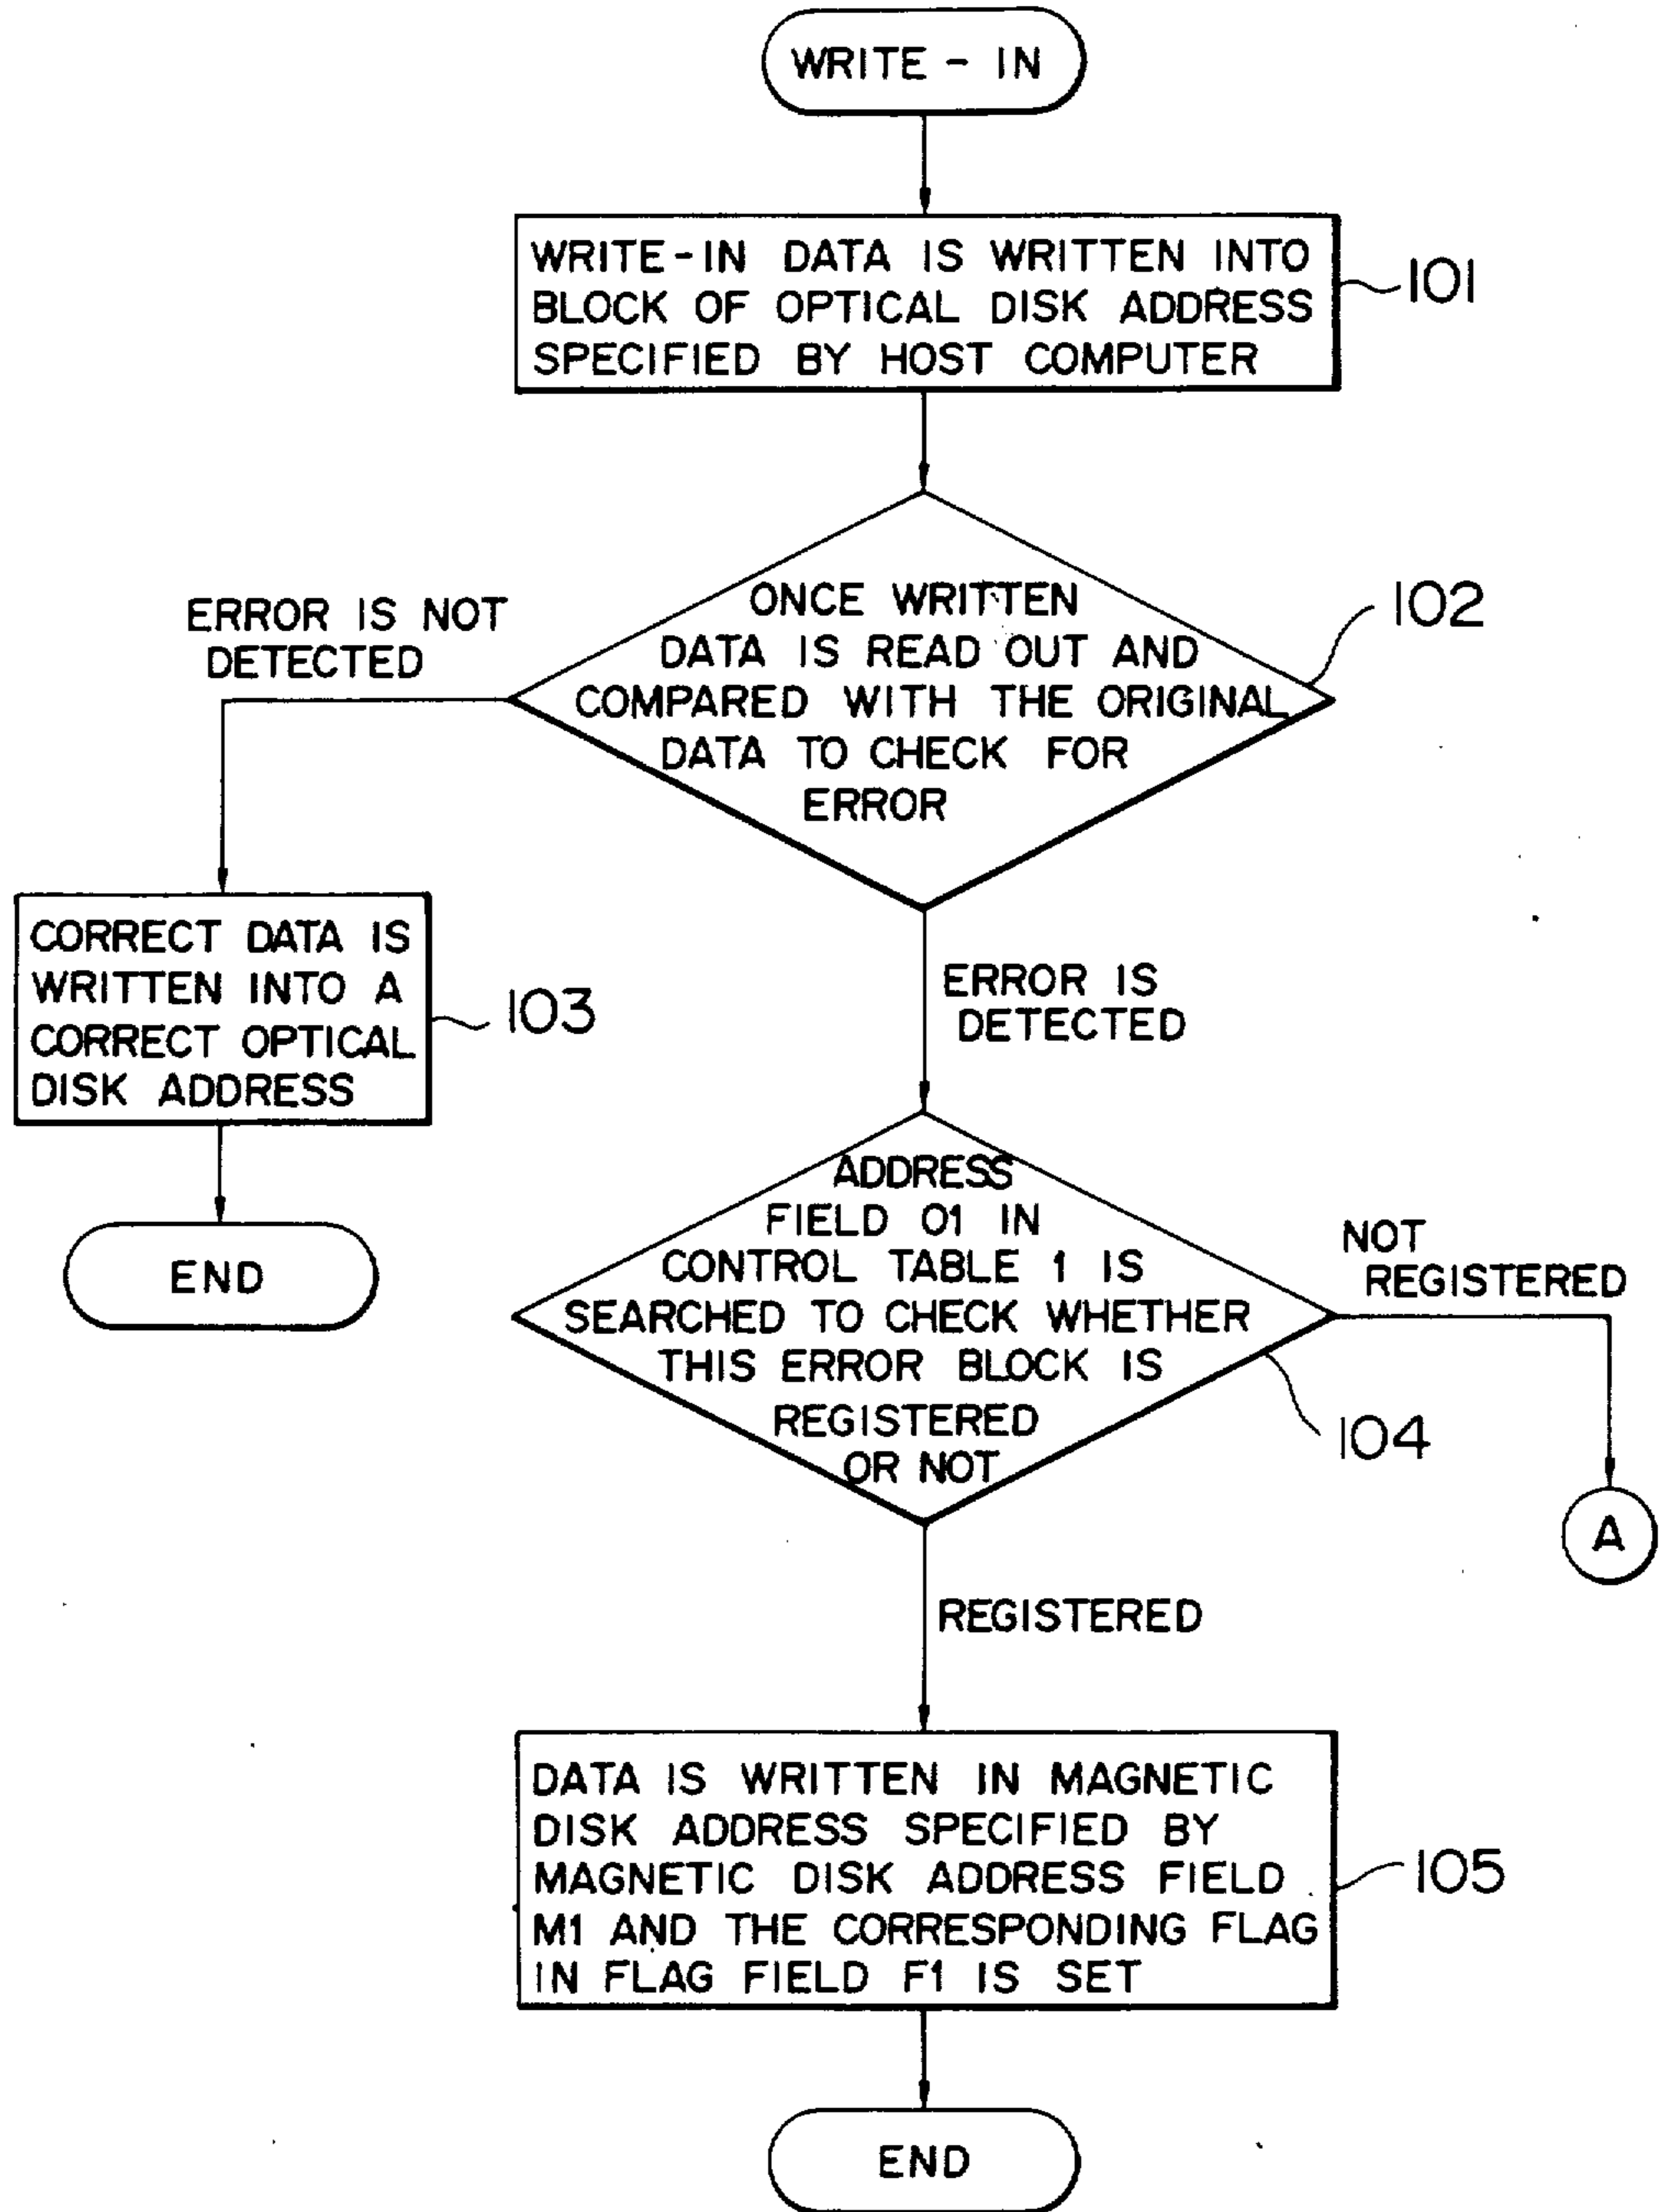 WRITE - IN
WRITE-IN DATA IS WRITTEN INTO
BLOCK OF OPTICAL DISK ADDRESS
SPECIFIED BY HOST COMPUTER
101
ONCE WRITTEN
DATA IS READ OUT AND
COMPARED WITH THE ORIGINAL
DATA TO CHECK FOR
ERROR
102
ERROR IS NOT
DETECTED
CORRECT DATA IS
WRITTEN INTO A
CORRECT OPTICAL
DISK ADDRESS
103
END
ERROR IS
DETECTED
ADDRESS
FIELD O1 IN
CONTROL TABLE 1 IS
SEARCHED TO CHECK WHETHER
THIS ERROR BLOCK IS
REGISTERED
OR NOT
104
NOT
REGISTERED
A
REGISTERED
DATA IS WRITTEN IN MAGNETIC
DISK ADDRESS SPECIFIED BY
MAGNETIC DISK ADDRESS FIELD
M1 AND THE CORRESPONDING FLAG
IN FLAG FIELD F1 IS SET
105
END